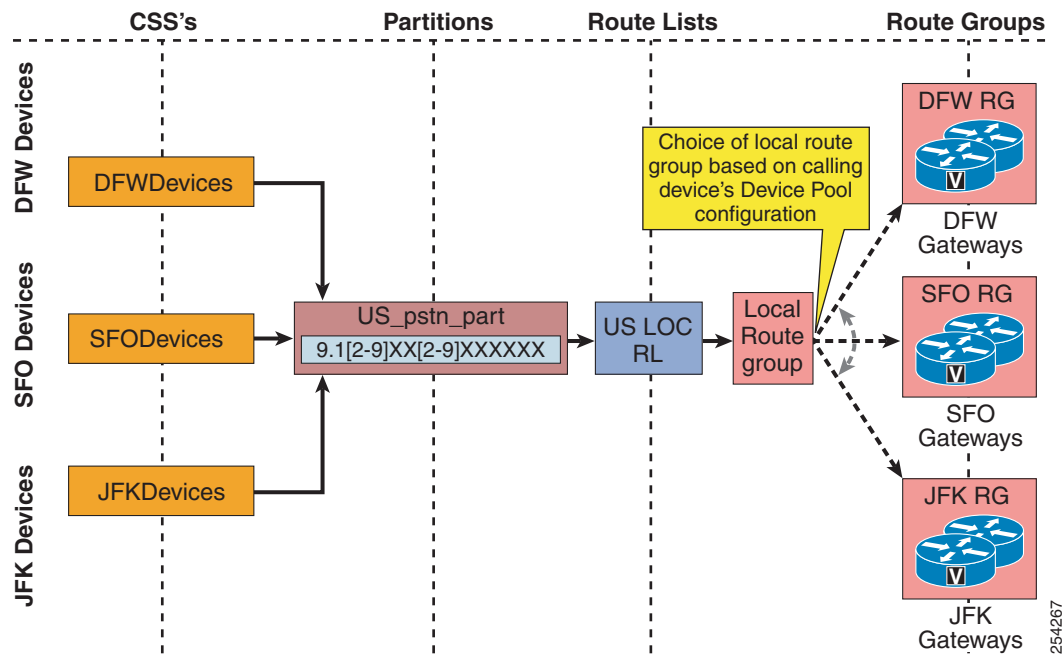 CSS's
Partitions
Route Lists
Route Groups
DFW Devices
SFO Devices
JFK Devices
DFWDevices
SFODevices
JFKDevices
US_pstn_part
9.1[2-9]XX[2-9]XXXXXX
US LOC
RL
Local
Route
group
Choice of local route
group based on calling
device's Device Pool
configuration
DFW RG
V
DFW
Gateways
SFO RG
V
SFO
Gateways
JFK RG
V
JFK
Gateways
254267